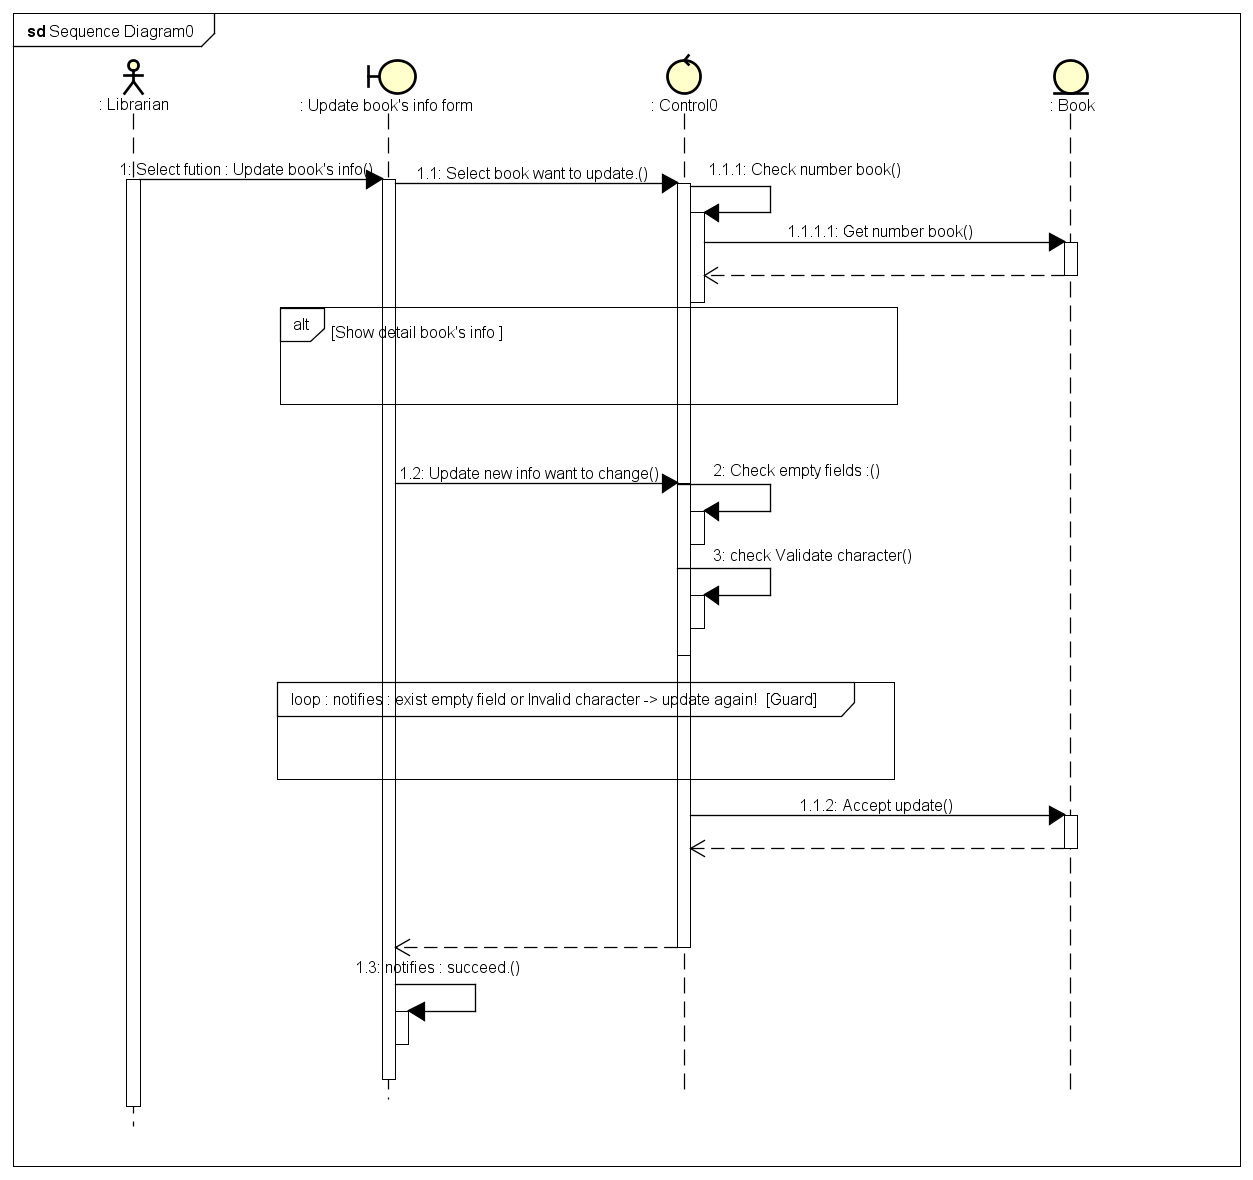 sd Sequence Diagram0
: Librarian
: Update book's info form
: Control0
: Book
1: Select fution : Update book's info()
1.1: Select book want to update.()
1.1.1: Check number book()
1.1.1.1: Get number book()
alt
[Show detail book's info ]
1.2: Update new info want to change()
2: Check empty fields :()
3: check Validate character()
loop : notifies : exist empty field or Invalid character -> update again! [Guard]
1.1.2: Accept update()
1.3: notifies : succeed.()